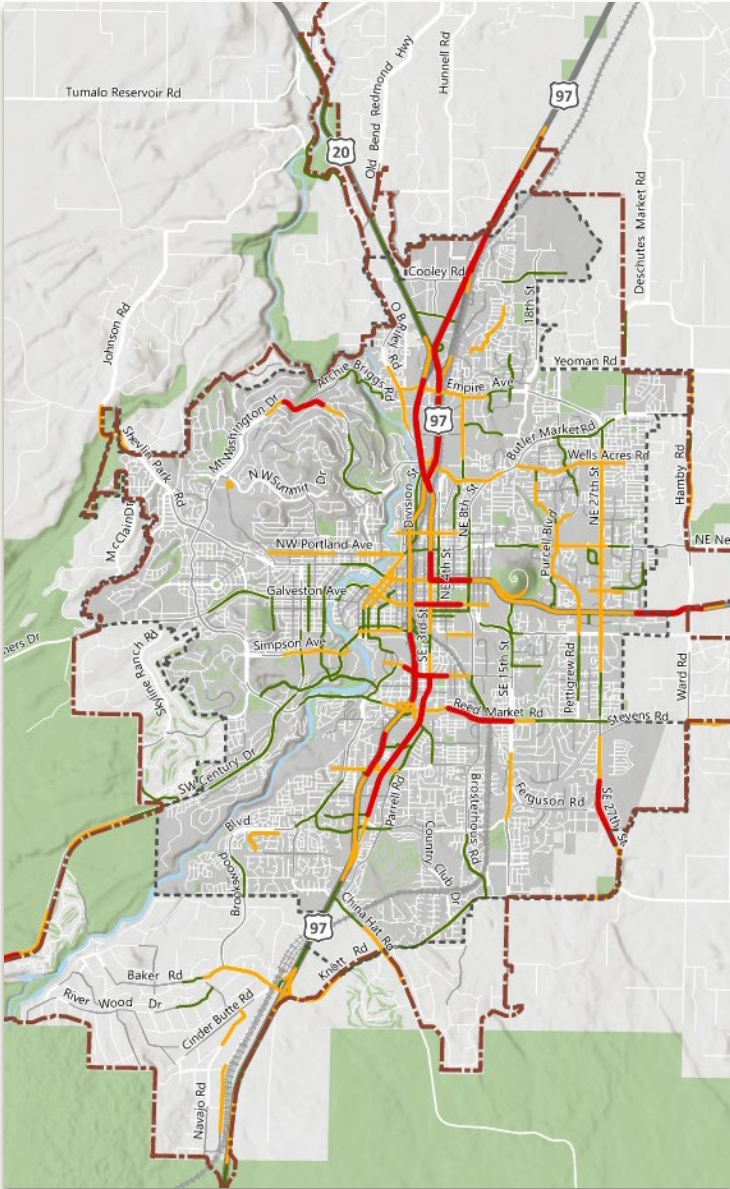 Tumalo Reservoir Rd
Old Bend Redmond Hwy
Hunnell Rd
97
20
Deschutes Market Rd
Cooley Rd
18th St
Johnson Rd
O B Riley Rd
Yeoman Rd
Archie Briggs Rd
Empire Ave
97
Mt Washington Dr
Shevlin Park Rd
Butler Market Rd
Wells Acres Rd
NW Summit Dr
Division St
NE 8th St
NE 27th St
Hamby Rd
McClain Dr
Purcell Blvd
NW Portland Ave
NE Ne
Galveston Ave
NE 4th St
SE 3rd St
Simpson Ave
Skyline Ranch Rd
ners Dr
SE 15th St
Pettigrew Rd
Ward Rd
Reed Market Rd
Stevens Rd
SW Century Dr
Parrell Rd
Brosterhous Rd
Ferguson Rd
SE 27th St
Blvd
Brookswood
Country Club Dr
97
China Hat Rd
Knott Rd
Baker Rd
River Wood Dr
Cinder Butte Rd
Navajo Rd